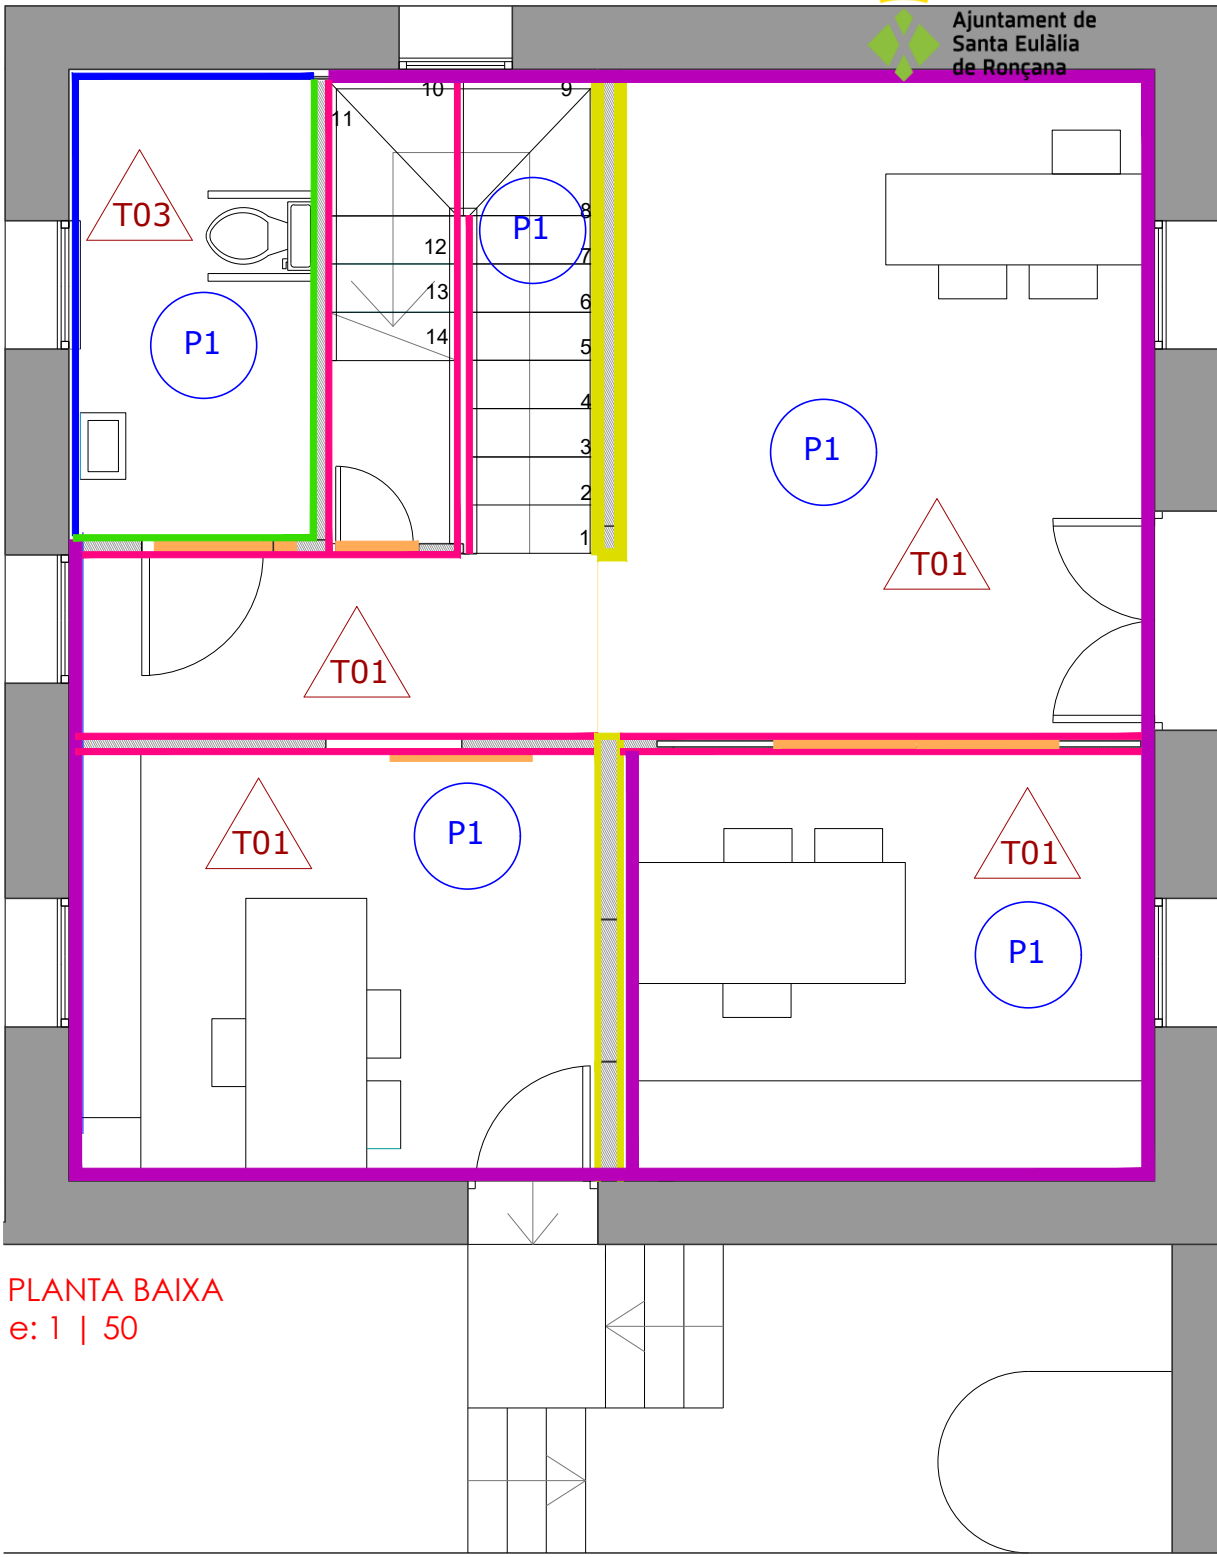 Ajuntament de
Santa Eulàlia
de Ronçana
10
9
11
T03
P1
8
12
7
13
6
14
5
P1
4
P1
3
2
1
T01
T01
T01
P1
T01
P1
PLANTA BAIXA
e: 1 | 50